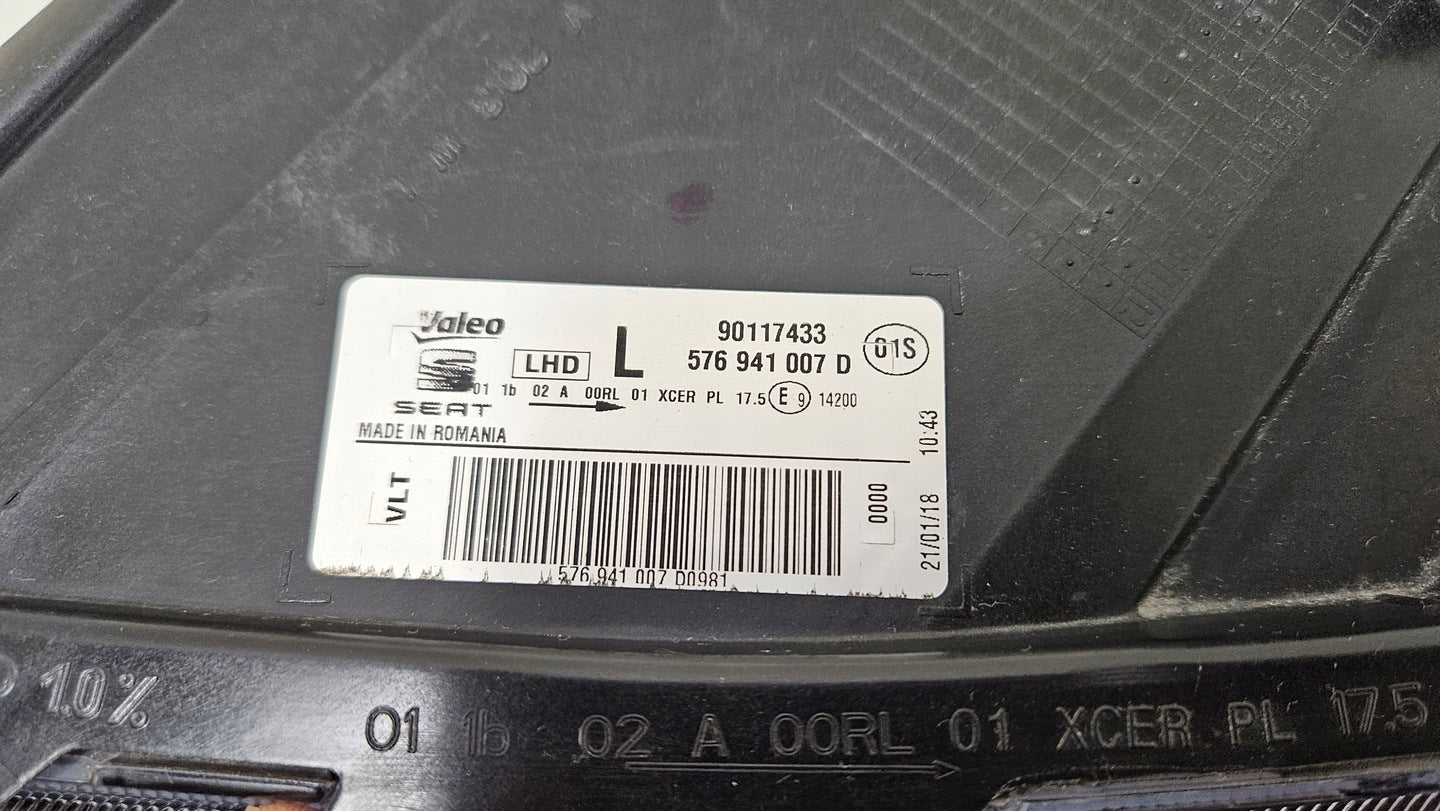 Valeo
SEAT
LHD
L
90117433
576 941 007 D
01S
01 1b 02 A 00RL 01 XCER PL 17.5 E 9 14200
MADE IN ROMANIA
VLT
0000
21/01/18 10:43
576 941 007 D0981
1.0%
01 1b 02 A 00RL 01 XCER PL 17.5